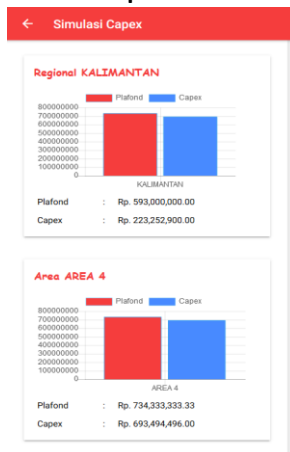 ← Simulasi Capex
Regional KALIMANTAN
Plafond Capex
800000000
700000000
600000000
500000000
400000000
300000000
200000000
100000000
0
KALIMANTAN
Plafond : Rp. 593,000,000.00
Capex : Rp. 223,252,900.00
Area AREA 4
Plafond Capex
800000000
700000000
600000000
500000000
400000000
300000000
200000000
100000000
0
AREA 4
Plafond : Rp. 734,333,333.33
Capex : Rp. 693,494,496.00